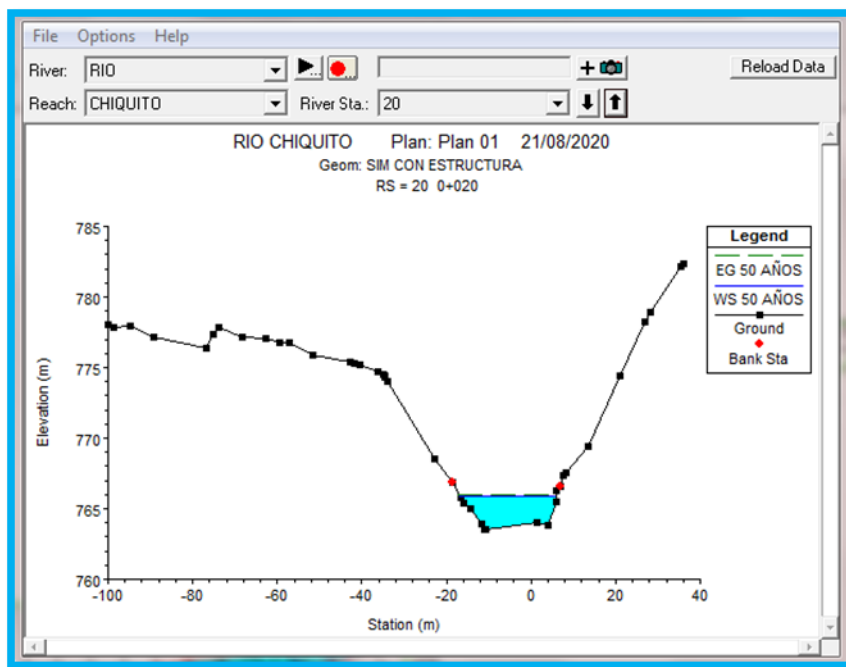 File Options Help
River: RIO Reload Data
Reach: CHIQUITO River Sta.: 20
RIO CHIQUITO Plan: Plan 01 21/08/2020
Geom: SIM CON ESTRUCTURA
RS = 20 0+020
785
780
775
770
765
760
-100 -80 -60 -40 -20 0 20 40
Elevation (m)
Station (m)
Legend
EG 50 AÑOS
WS 50 AÑOS
Ground
Bank Sta